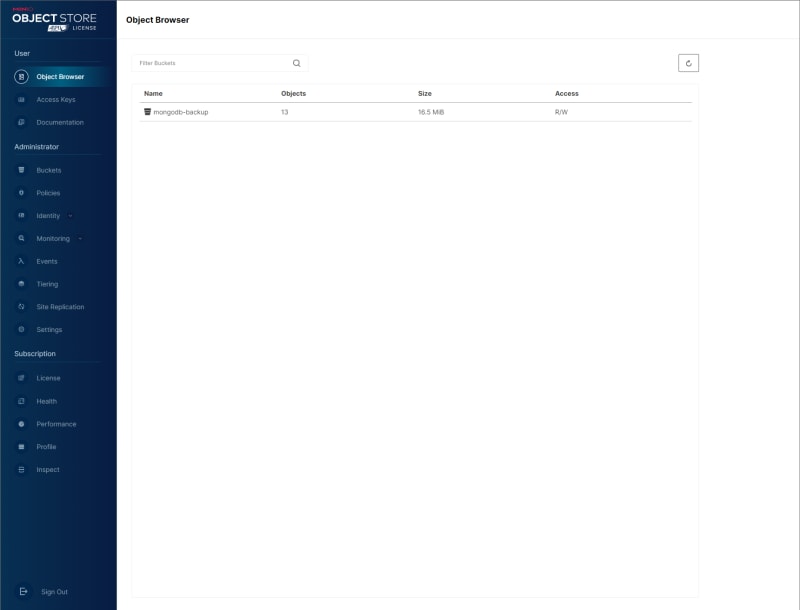 MINIO
OBJECT STORE
AGPL LICENSE
Object Browser
User
Object Browser
Access Keys
Documentation
Administrator
Buckets
Policies
Identity
Monitoring
Events
Tiering
Site Replication
Settings
Subscription
License
Health
Performance
Profile
Inspect
Sign Out
Filter Buckets
Name Objects Size Access
mongodb-backup 13 16.5 MiB R/W